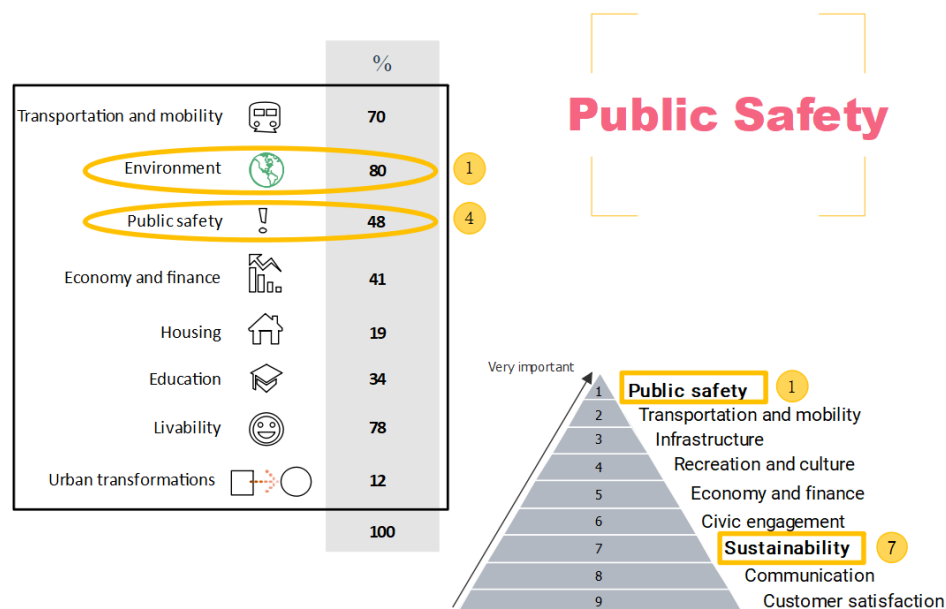 %
Transportation and mobility 70
Environment 80 1
Public safety 48 4
Economy and finance 41
Housing 19
Education 34
Livability 78
Urban transformations 12
100
Public Safety
Very important
1 Public safety 1
2 Transportation and mobility
3 Infrastructure
4 Recreation and culture
5 Economy and finance
6 Civic engagement
7 Sustainability 7
8 Communication
9 Customer satisfaction